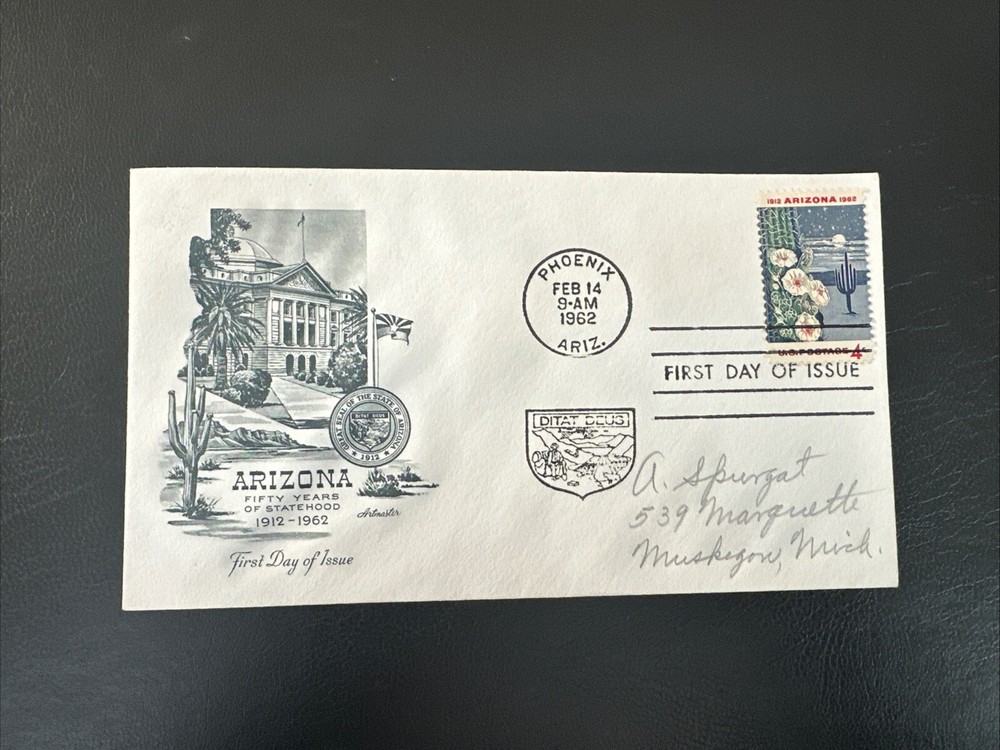 1912 ARIZONA 1962
U.S. POSTAGE 4¢
PHOENIX
FEB 14
9-AM
1962
ARIZ.
FIRST DAY OF ISSUE
DITAT DEUS
GREAT SEAL OF THE STATE OF ARIZONA
DITAT DEUS
1912
ARIZONA
FIFTY YEARS
OF STATEHOOD
1912-1962
Artmaster
First Day of Issue
A. Spurgat
539 Marquette
Muskegon, Mich.